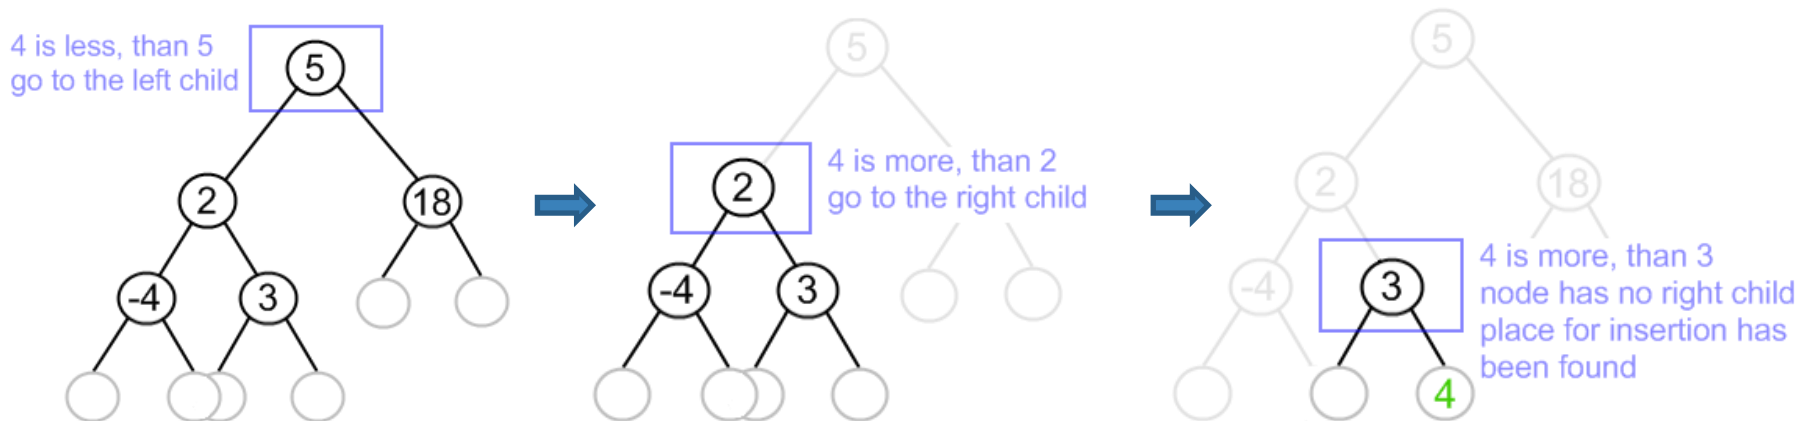 4 is less, than 5
go to the left child
5
2
18
-4
3
5
2
4 is more, than 2
go to the right child
-4
3
5
2
18
-4
3
4 is more, than 3
node has no right child
place for insertion has
been found
4